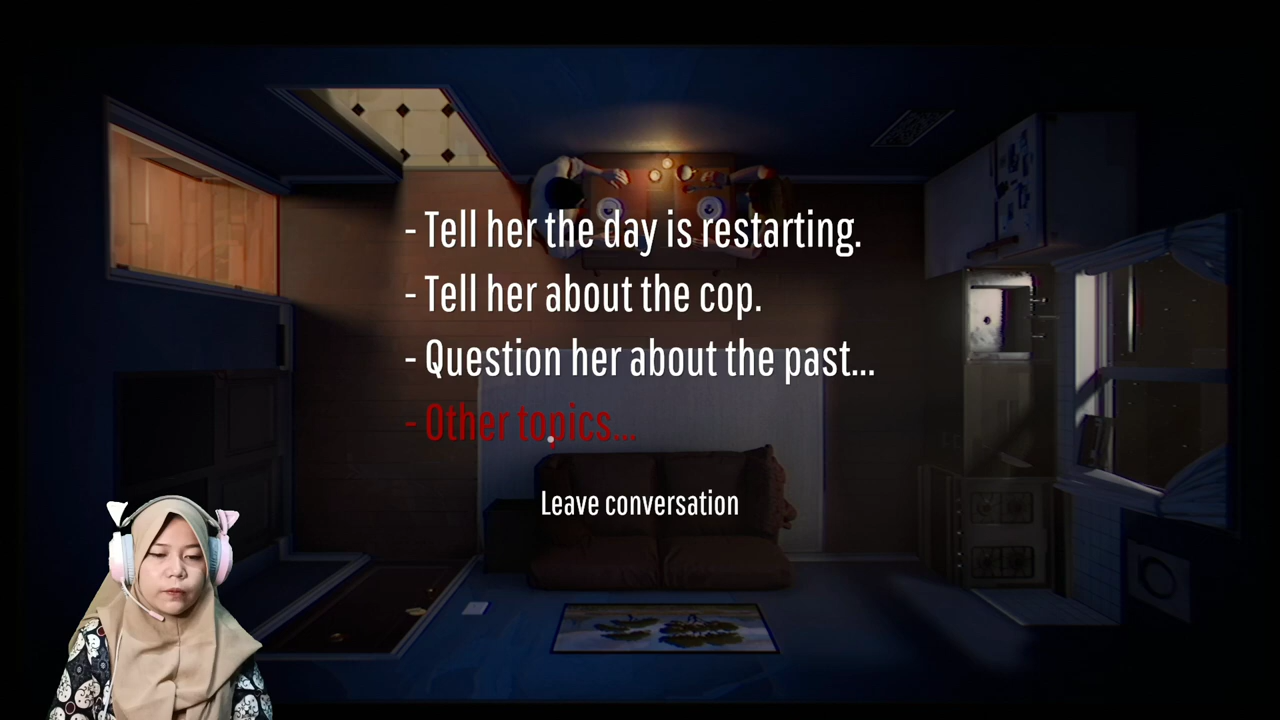 - Tell her the day is restarting.
- Tell her about the cop.
- Question her about the past...
- Other topics...
Leave conversation